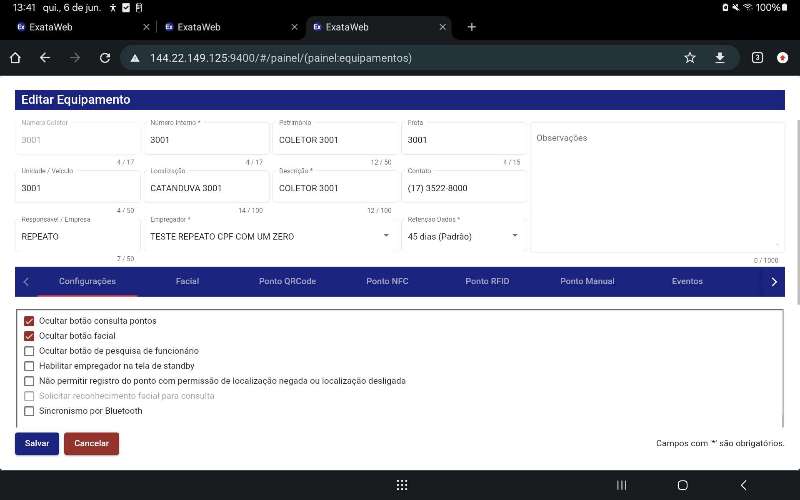 13:41 qui., 6 de jun. 100%
ExataWeb
ExataWeb
ExataWeb
144.22.149.125:9400/#/painel/(painel:equipamentos)
3
Editar Equipamento
Número Coletor
3001
4 / 17
Número Interno *
3001
4 / 17
Patrimônio
COLETOR 3001
12 / 50
Frota
3001
4 / 15
Observações
0 / 1000
Unidade / Veículo
3001
4 / 50
Localização
CATANDUVA 3001
14 / 100
Descrição *
COLETOR 3001
12 / 100
Contato
(17) 3522-8000
Responsável / Empresa
REPEATO
7 / 50
Empregador *
TESTE REPEATO CPF COM UM ZERO
Retenção Dados *
45 dias (Padrão)
Configurações
Facial
Ponto QRCode
Ponto NFC
Ponto RFID
Ponto Manual
Eventos
Ocultar botão consulta pontos
Ocultar botão facial
Ocultar botão de pesquisa de funcionário
Habilitar empregador na tela de standby
Não permitir registro do ponto com permissão de localização negada ou localização desligada
Solicitar reconhecimento facial para consulta
Sincronismo por Bluetooth
Salvar
Cancelar
Campos com '*' são obrigatórios.